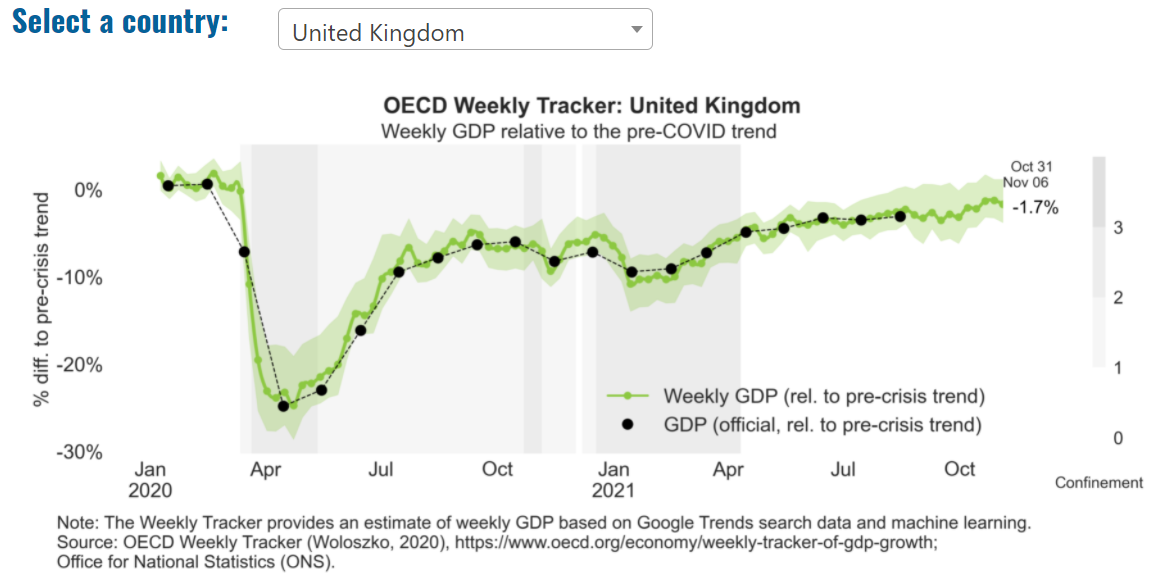 Select a country:
United Kingdom
OECD Weekly Tracker: United Kingdom
Weekly GDP relative to the pre-COVID trend
% diff. to pre-crisis trend
0%
-10%
-20%
-30%
Oct 31
Nov 06
-1.7%
Weekly GDP (rel. to pre-crisis trend)
GDP (official, rel. to pre-crisis trend)
3
2
1
0
Confinement
Jan Apr Jul Oct Jan Apr Jul Oct
2020 2021
Note: The Weekly Tracker provides an estimate of weekly GDP based on Google Trends search data and machine learning.
Source: OECD Weekly Tracker (Woloszko, 2020), https://www.oecd.org/economy/weekly-tracker-of-gdp-growth;
Office for National Statistics (ONS).